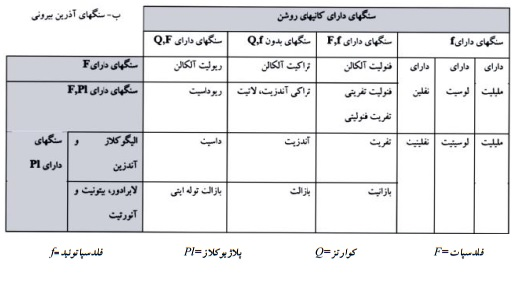 ب- سنگهای آذرین بیرونی
سنگهای دارای کانیهای روشن
سنگهای دارای Q,F
سنگهای بدون Q,f
سنگهای دارای F,f
سنگهای دارای f
سنگهای دارای F
ریولیت آلکالن
تراکیت آلکالن
فنولیت آلکالن
دارای نفلین
دارای لوسیت
دارای ملیلیت
سنگهای دارای F,Pl
ریوداسیت
تراکی آندزیت، لاتیت
فنولیت تفریتی
تفریت فنولیتی
سنگهای دارای Pl
الیگوکلاز و آندزین
داسیت
آندزیت
تفریت
نفلینیت
لوسیتیت
ملیلیت
لابرادور، بیتونیت و آنورتیت
بازالت توله ایتی
بازالت
بازانیت
F=فلدسپات
Q=کوارتز
Pl=پلاژیوکلاز
f=فلدسپاتوئید